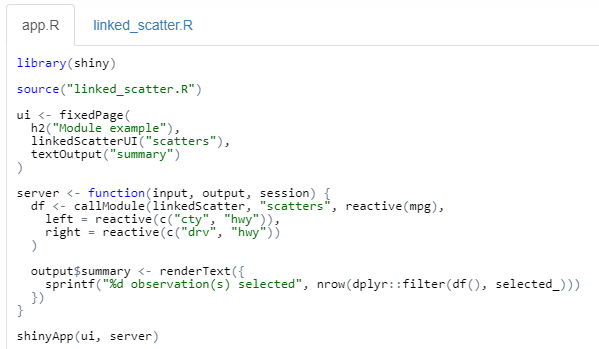 app.R
linked_scatter.R
library(shiny)
source("linked_scatter.R")
ui <- fixedPage(
  h2("Module example"),
  linkedScatterUI("scatters"),
  textOutput("summary")
)
server <- function(input, output, session) {
  df <- callModule(linkedScatter, "scatters", reactive(mpg),
    left = reactive(c("cty", "hwy")),
    right = reactive(c("drv", "hwy"))
  )
  output$summary <- renderText({
    sprintf("%d observation(s) selected", nrow(dplyr::filter(df(), selected_)))
  })
}
shinyApp(ui, server)